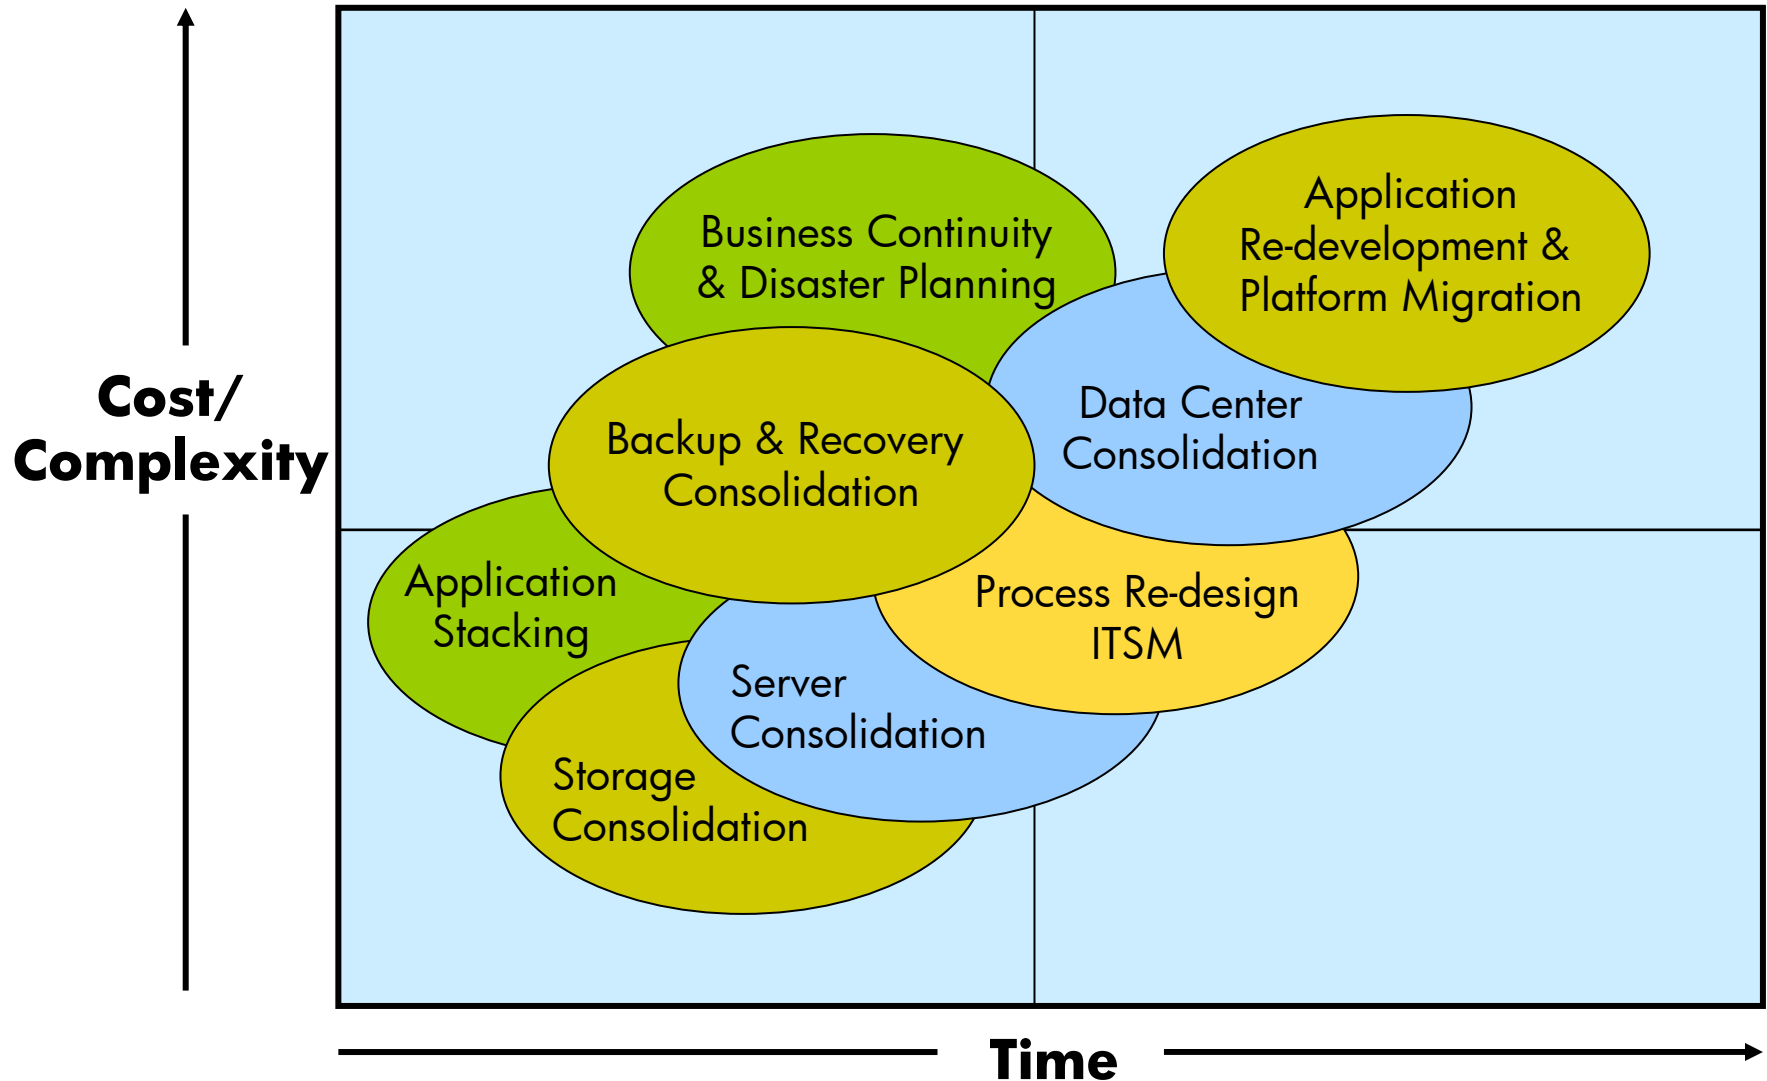 Cost/
Complexity
Business Continuity
& Disaster Planning
Application
Re-development &
Platform Migration
Backup & Recovery
Consolidation
Data Center
Consolidation
Application
Stacking
Process Re-design
ITSM
Server
Consolidation
Storage
Consolidation
Time